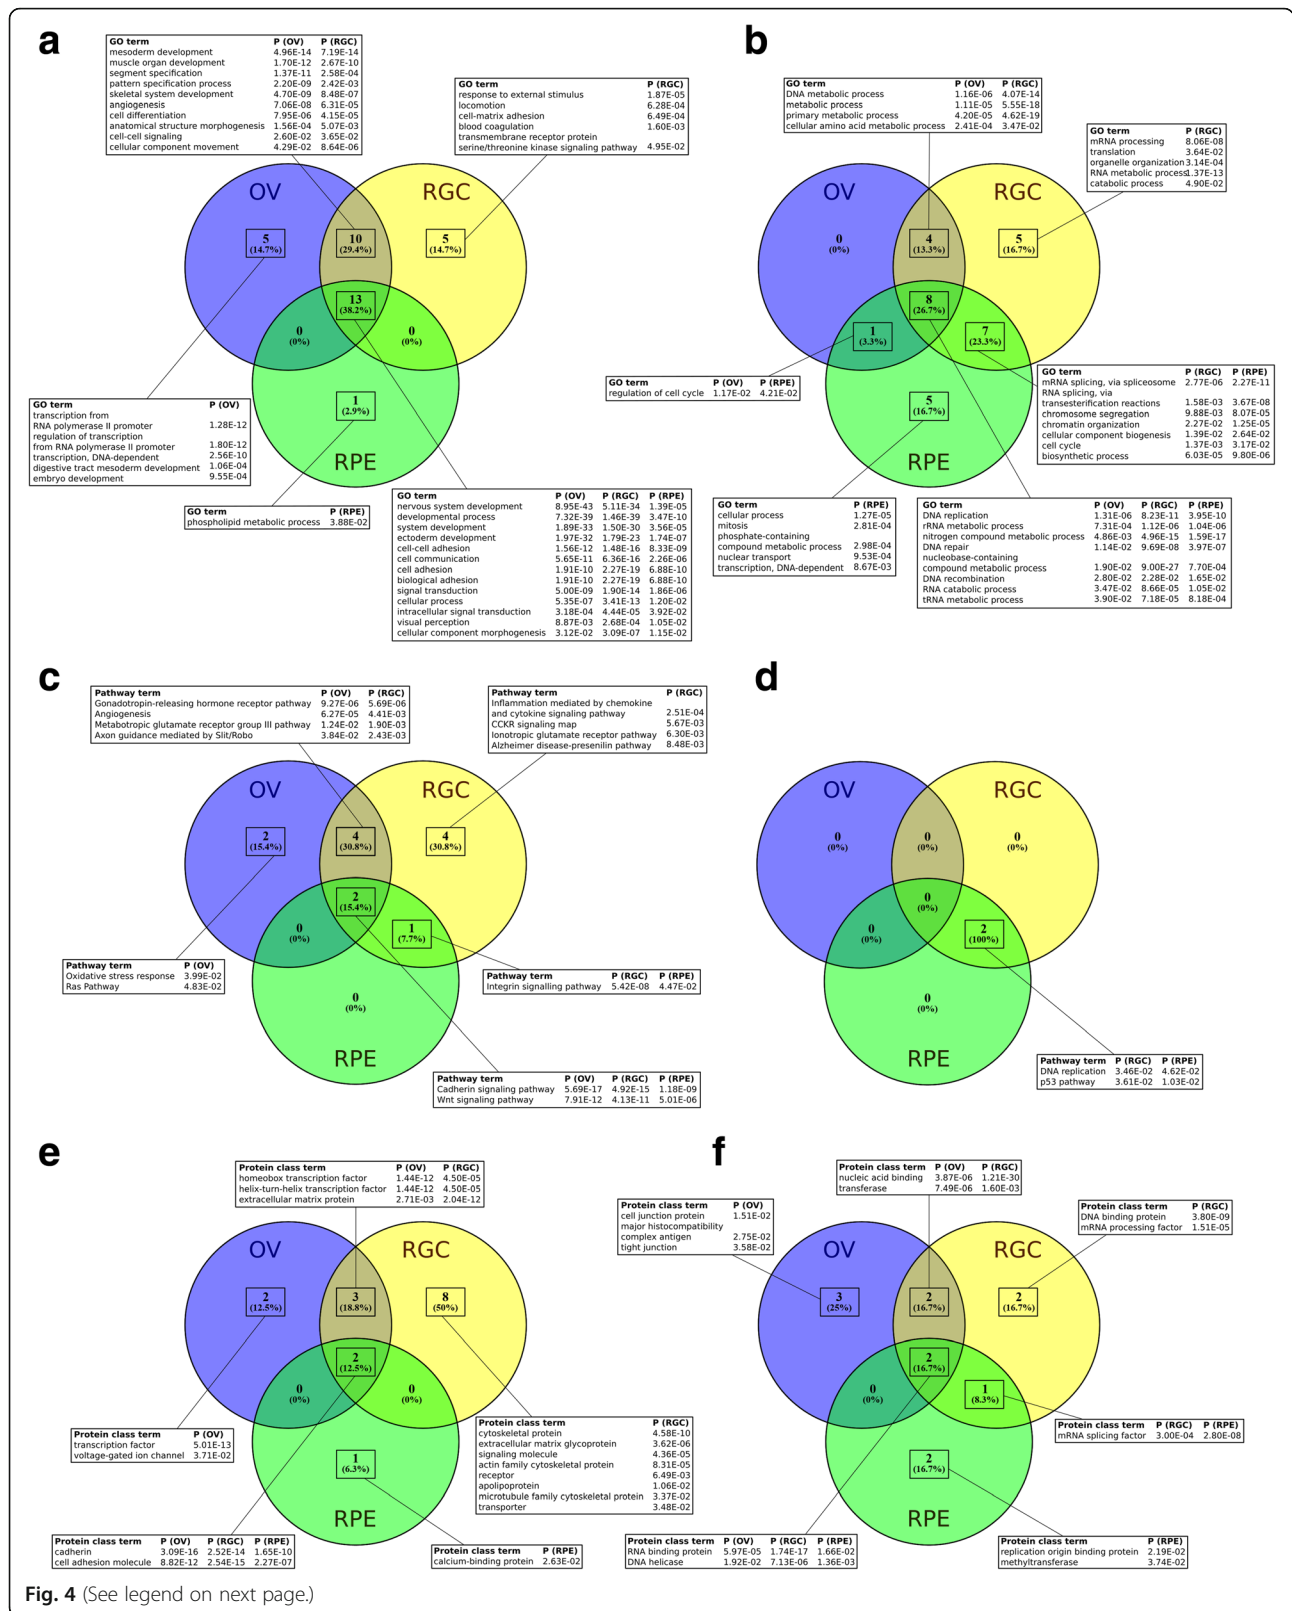 a
GO term P (OV) P (RGC)
mesoderm development 4.96E-14 7.19E-14
muscle organ development 1.70E-12 2.67E-10
segment specification 1.37E-11 2.58E-04
pattern specification process 2.20E-09 2.42E-03
skeletal system development 4.70E-09 8.48E-07
angiogenesis 7.06E-08 6.31E-05
cell differentiation 7.95E-06 4.15E-05
anatomical structure morphogenesis 1.56E-04 5.07E-03
cell-cell signaling 2.60E-02 3.65E-02
cellular component movement 4.29E-02 8.64E-06
GO term P (RGC)
response to external stimulus 1.87E-05
locomotion 6.28E-04
cell-matrix adhesion 6.49E-04
blood coagulation 1.60E-03
transmembrane receptor protein
serine/threonine kinase signaling pathway 4.95E-02
OV
RGC
5
(14.7%)
10
(29.4%)
5
(14.7%)
13
(38.2%)
0
(0%)
0
(0%)
1
(2.9%)
RPE
GO term P (OV)
transcription from
RNA polymerase II promoter 1.28E-12
regulation of transcription
from RNA polymerase II promoter 1.80E-12
transcription, DNA-dependent 2.56E-10
digestive tract mesoderm development 1.06E-04
embryo development 9.55E-04
GO term P (RPE)
phospholipid metabolic process 3.88E-02
GO term P (OV) P (RGC) P (RPE)
nervous system development 8.95E-43 5.11E-34 1.39E-05
developmental process 7.32E-39 1.46E-39 3.47E-10
system development 1.89E-33 1.50E-30 3.56E-05
ectoderm development 1.97E-32 1.79E-23 1.74E-07
cell-cell adhesion 1.56E-12 1.48E-16 8.33E-09
cell communication 5.65E-11 6.36E-16 2.26E-06
cell adhesion 1.91E-10 2.27E-19 6.88E-10
biological adhesion 1.91E-10 2.27E-19 6.88E-10
signal transduction 5.00E-09 1.90E-14 1.86E-06
cellular process 5.35E-07 3.41E-13 1.20E-02
intracellular signal transduction 3.18E-04 4.44E-05 3.92E-02
visual perception 8.87E-03 2.68E-04 1.05E-02
cellular component morphogenesis 3.12E-02 3.09E-07 1.15E-02
b
GO term P (OV) P (RGC)
DNA metabolic process 1.16E-06 4.07E-14
metabolic process 1.11E-05 5.55E-18
primary metabolic process 4.20E-05 4.62E-19
cellular amino acid metabolic process 2.41E-04 3.47E-02
GO term P (RGC)
mRNA processing 8.06E-08
translation 3.64E-02
organelle organization 3.14E-04
RNA metabolic process 1.37E-13
catabolic process 4.90E-02
OV
RGC
0
(0%)
4
(13.3%)
5
(16.7%)
8
(26.7%)
1
(3.3%)
7
(23.3%)
5
(16.7%)
RPE
GO term P (OV) P (RPE)
regulation of cell cycle 1.17E-02 4.21E-02
GO term P (RGC) P (RPE)
mRNA splicing, via spliceosome 2.77E-06 2.27E-11
RNA splicing, via
transesterification reactions 1.58E-03 3.67E-08
chromosome segregation 9.88E-03 8.07E-05
chromatin organization 2.27E-02 1.25E-05
cellular component biogenesis 1.39E-02 2.64E-02
cell cycle 1.37E-03 3.17E-02
biosynthetic process 6.03E-05 9.80E-06
GO term P (RPE)
cellular process 1.27E-05
mitosis 2.81E-04
phosphate-containing
compound metabolic process 2.98E-04
nuclear transport 9.53E-04
transcription, DNA-dependent 8.67E-03
GO term P (OV) P (RGC) P (RPE)
DNA replication 1.31E-06 8.23E-11 3.95E-10
rRNA metabolic process 7.31E-04 1.12E-06 1.04E-06
nitrogen compound metabolic process 4.86E-03 4.96E-15 1.59E-17
DNA repair 1.14E-02 9.69E-08 3.97E-07
nucleobase-containing
compound metabolic process 1.90E-02 9.00E-27 7.70E-04
DNA recombination 2.80E-02 2.28E-02 1.65E-02
RNA catabolic process 3.47E-02 8.66E-05 1.05E-02
tRNA metabolic process 3.90E-02 7.18E-05 8.18E-04
c
Pathway term P (OV) P (RGC)
Gonadotropin-releasing hormone receptor pathway 9.27E-06 5.69E-06
Angiogenesis 6.27E-05 4.41E-03
Metabotropic glutamate receptor group III pathway 1.24E-02 1.90E-03
Axon guidance mediated by Slit/Robo 3.84E-02 2.43E-03
Pathway term P (RGC)
Inflammation mediated by chemokine
and cytokine signaling pathway 2.51E-04
CCKR signaling map 5.67E-03
Ionotropic glutamate receptor pathway 6.30E-03
Alzheimer disease-presenilin pathway 8.48E-03
OV
RGC
2
(15.4%)
4
(30.8%)
4
(30.8%)
2
(15.4%)
0
(0%)
1
(7.7%)
0
(0%)
RPE
Pathway term P (OV)
Oxidative stress response 3.99E-02
Ras Pathway 4.83E-02
Pathway term P (RGC) P (RPE)
Integrin signalling pathway 5.42E-08 4.47E-02
Pathway term P (OV) P (RGC) P (RPE)
Cadherin signaling pathway 5.69E-17 4.92E-15 1.18E-09
Wnt signaling pathway 7.91E-12 4.13E-11 5.01E-06
d
OV
RGC
0
(0%)
0
(0%)
0
(0%)
0
(0%)
0
(0%)
2
(100%)
0
(0%)
RPE
Pathway term P (RGC) P (RPE)
DNA replication 3.46E-02 4.62E-02
p53 pathway 3.61E-02 1.03E-02
e
Protein class term P (OV) P (RGC)
homeobox transcription factor 1.44E-12 4.50E-05
helix-turn-helix transcription factor 1.44E-12 4.50E-05
extracellular matrix protein 2.71E-03 2.04E-12
OV
RGC
2
(12.5%)
3
(18.8%)
8
(50%)
2
(12.5%)
0
(0%)
0
(0%)
1
(6.3%)
RPE
Protein class term P (OV)
transcription factor 5.01E-13
voltage-gated ion channel 3.71E-02
Protein class term P (RGC)
cytoskeletal protein 4.58E-10
extracellular matrix glycoprotein 3.62E-06
signaling molecule 4.36E-05
actin family cytoskeletal protein 8.31E-05
receptor 6.49E-03
apolipoprotein 1.06E-02
microtubule family cytoskeletal protein 3.37E-02
transporter 3.48E-02
Protein class term P (OV) P (RGC) P (RPE)
cadherin 3.09E-16 2.52E-14 1.65E-10
cell adhesion molecule 8.82E-12 2.54E-15 2.27E-07
Protein class term P (RPE)
calcium-binding protein 2.63E-02
f
Protein class term P (OV) P (RGC)
nucleic acid binding 3.87E-06 1.21E-30
transferase 7.49E-06 1.60E-03
Protein class term P (OV)
cell junction protein 1.51E-02
major histocompatibility
complex antigen 2.75E-02
tight junction 3.58E-02
Protein class term P (RGC)
DNA binding protein 3.80E-09
mRNA processing factor 1.51E-05
OV
RGC
3
(25%)
2
(16.7%)
2
(16.7%)
2
(16.7%)
0
(0%)
1
(8.3%)
2
(16.7%)
RPE
Protein class term P (RGC) P (RPE)
mRNA splicing factor 3.00E-04 2.80E-08
Protein class term P (OV) P (RGC) P (RPE)
RNA binding protein 5.97E-05 1.74E-17 1.66E-02
DNA helicase 1.92E-02 7.13E-06 1.36E-03
Protein class term P (RPE)
replication origin binding protein 2.19E-02
methyltransferase 3.74E-02
Fig. 4 (See legend on next page.)